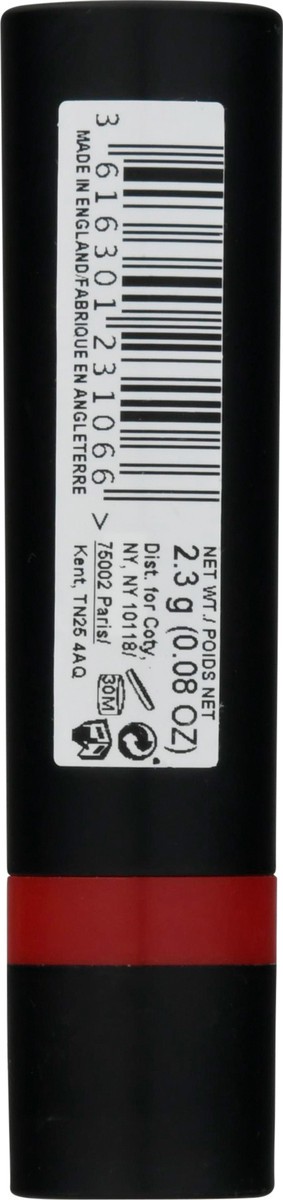 3 616301 231066 >
MADE IN ENGLAND/FABRIQUE EN ANGLETERRE
NET WT./ POIDS NET
2.3 g (0.08 OZ)
Dist. for Coty,
NY, NY 10118/
75002 Paris/
Kent, TN25 4AQ
30M